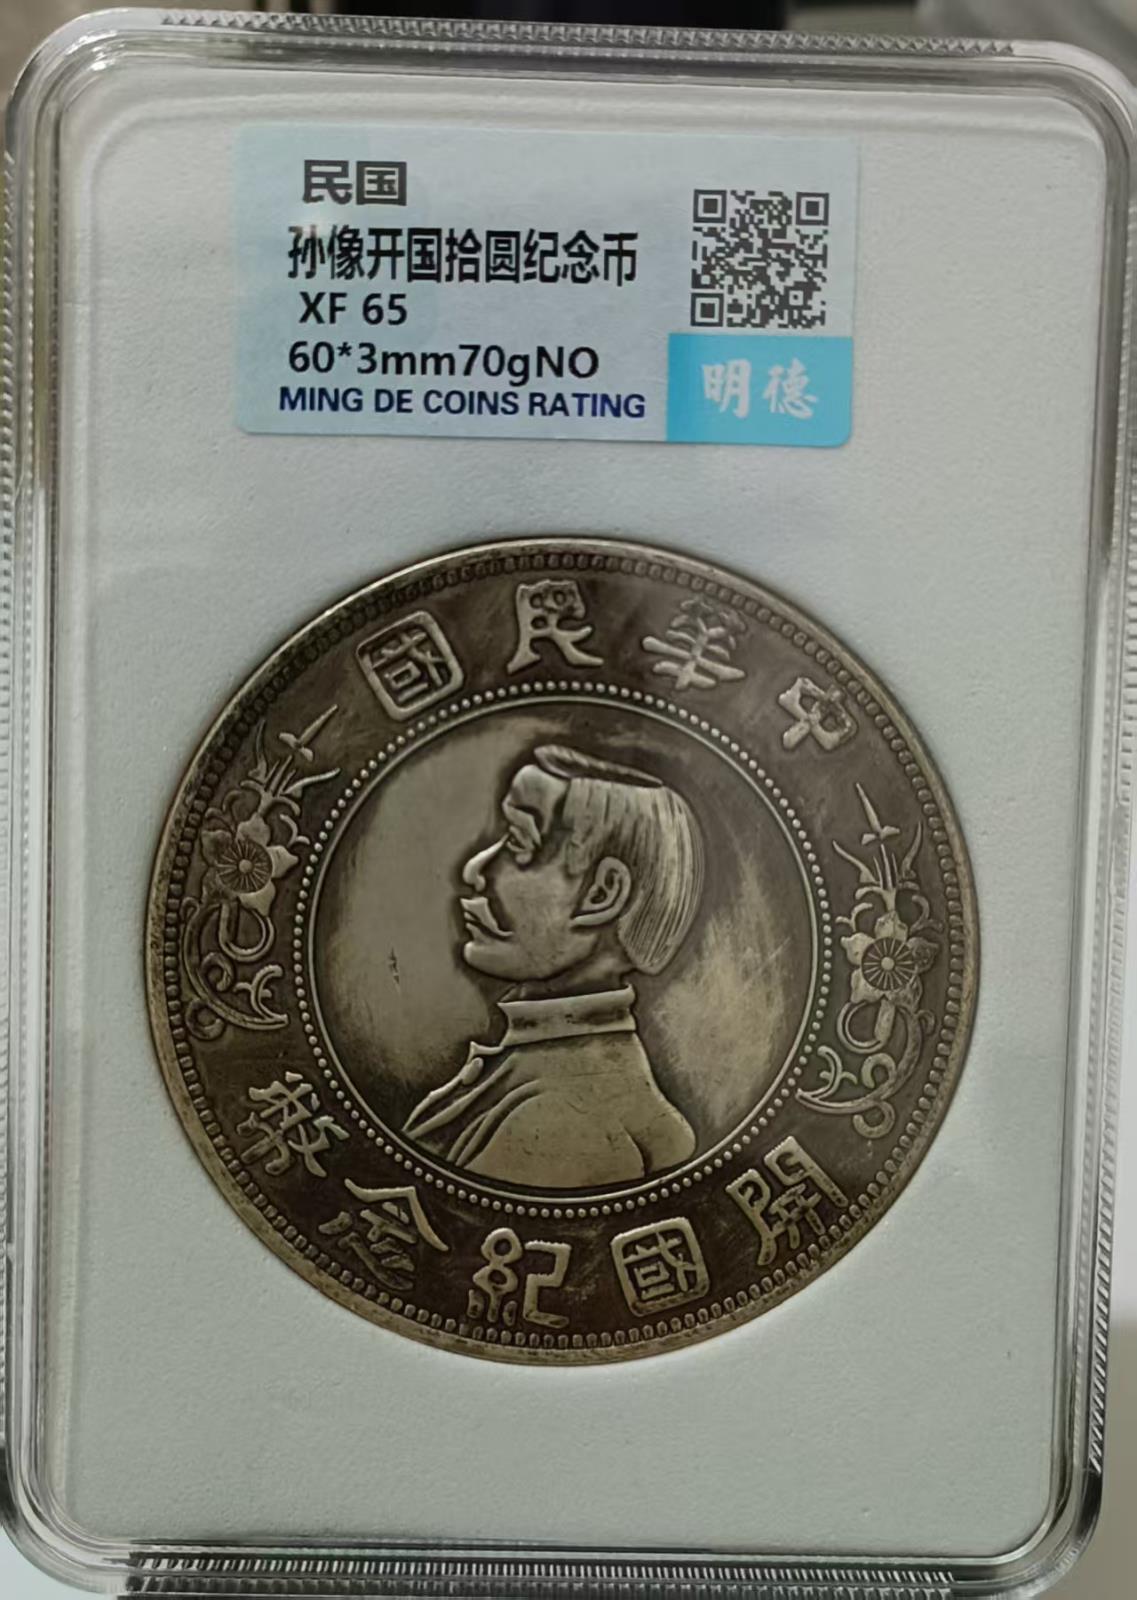 民国
孙像开国拾圆纪念币
XF 65
60*3mm70gNO
MING DE COINS RATING
明德
中華民國
開國紀念幣